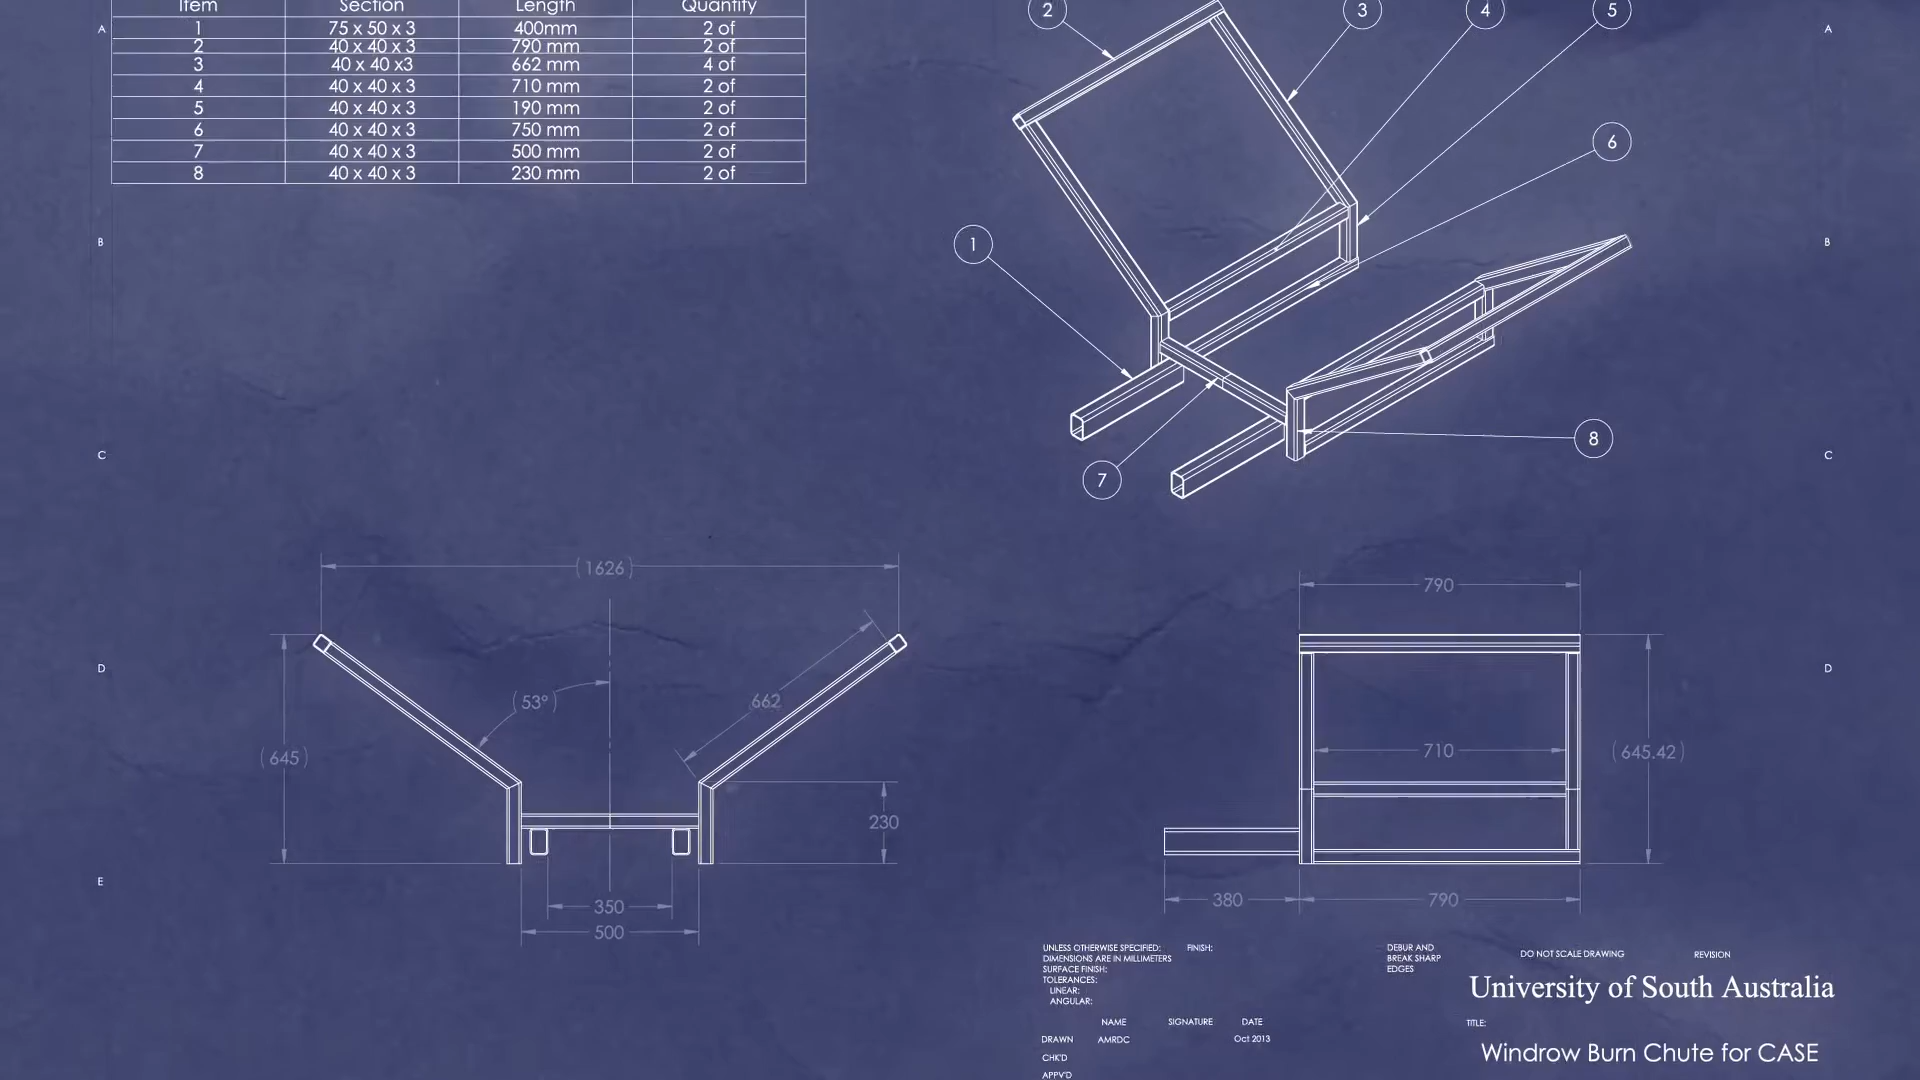 Item Section Length Quantity
1 75 x 50 x 3 400mm 2 of
2 40 x 40 x 3 790 mm 2 of
3 40 x 40 x3 662 mm 4 of
4 40 x 40 x 3 710 mm 2 of
5 40 x 40 x 3 190 mm 2 of
6 40 x 40 x 3 750 mm 2 of
7 40 x 40 x 3 500 mm 2 of
8 40 x 40 x 3 230 mm 2 of
2 3 4 5
6
1
8
7
A A
B B
C C
D D
E
(1626)
(53°)
662
(645)
230
350
500
790
710
(645.42)
380 790
UNLESS OTHERWISE SPECIFIED:
DIMENSIONS ARE IN MILLIMETERS
SURFACE FINISH:
TOLERANCES:
LINEAR:
ANGULAR:
FINISH:
DEBUR AND
BREAK SHARP
EDGES
DO NOT SCALE DRAWING REVISION
University of South Australia
NAME SIGNATURE DATE
DRAWN AMRDC Oct 2013
CHK'D
APPV'D
TITLE:
Windrow Burn Chute for CASE